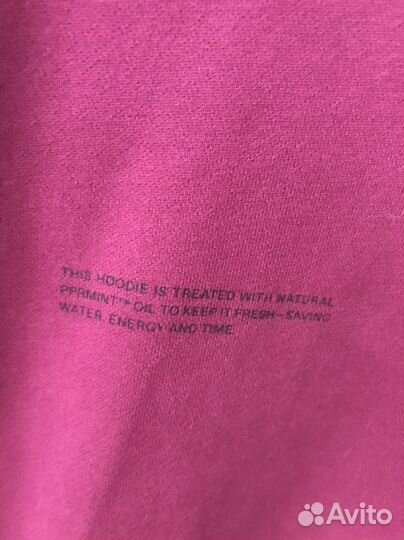 THIS HOODIE IS TREATED WITH NATURAL
PPRMINT™ OIL TO KEEP IT FRESH—SAVING
WATER, ENERGY AND TIME.
Avito